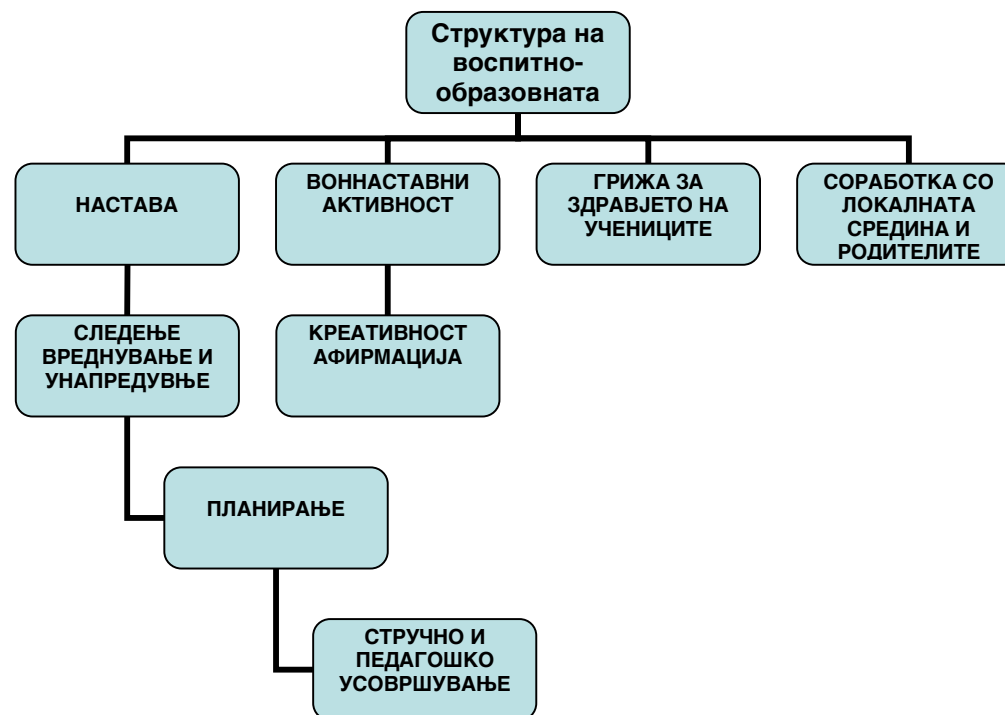 Структура на
воспитно-
образовната
НАСТАВА
ВОННАСТАВНИ
АКТИВНОСТ
ГРИЖА ЗА
ЗДРАВЈЕТО НА
УЧЕНИЦИТЕ
СОРАБОТКА СО
ЛОКАЛНАТА
СРЕДИНА И
РОДИТЕЛИТЕ
СЛЕДЕЊЕ
ВРЕДНУВАЊЕ И
УНАПРЕДУВЊЕ
КРЕАТИВНОСТ
АФИРМАЦИЈА
ПЛАНИРАЊЕ
СТРУЧНО И
ПЕДАГОШКО
УСОВРШУВАЊЕ